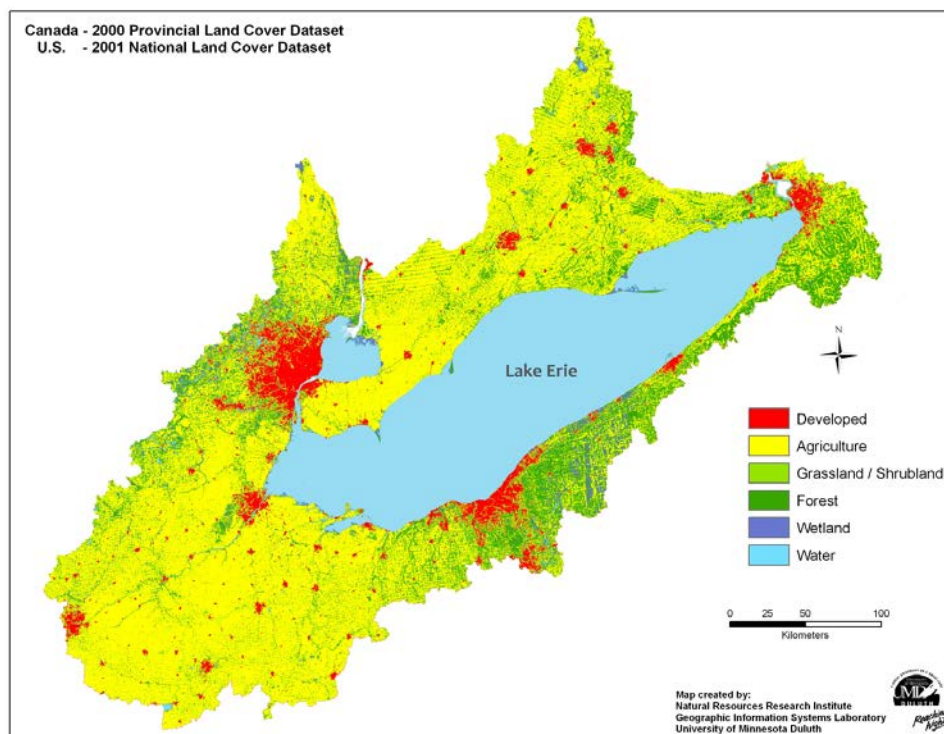 Canada - 2000 Provincial Land Cover Dataset
U.S. - 2001 National Land Cover Dataset
Lake Erie
N
Developed
Agriculture
Grassland / Shrubland
Forest
Wetland
Water
0 25 50 100
Kilometers
Map created by:
Natural Resources Research Institute
Geographic Information Systems Laboratory
University of Minnesota Duluth
DULUTH